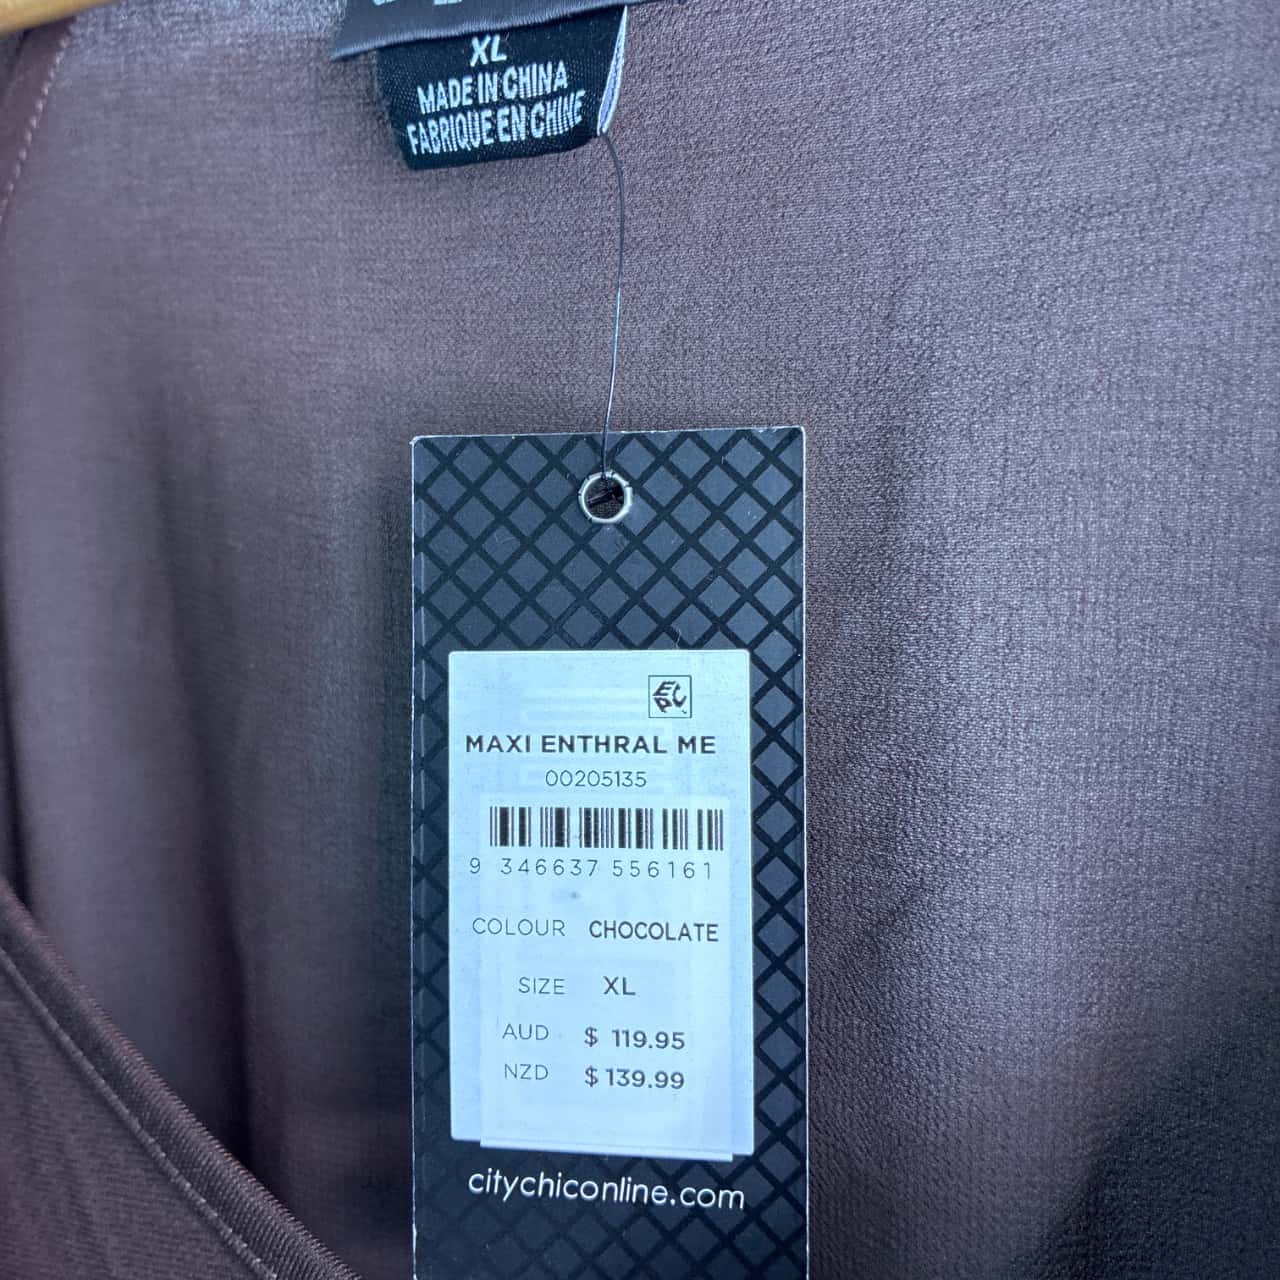 XL
MADE IN CHINA
FABRIQUE EN CHINE
MAXI ENTHRAL ME
00205135
9 346637 556161
COLOUR CHOCOLATE
SIZE XL
AUD $ 119.95
NZD $ 139.99
citychiconline.com